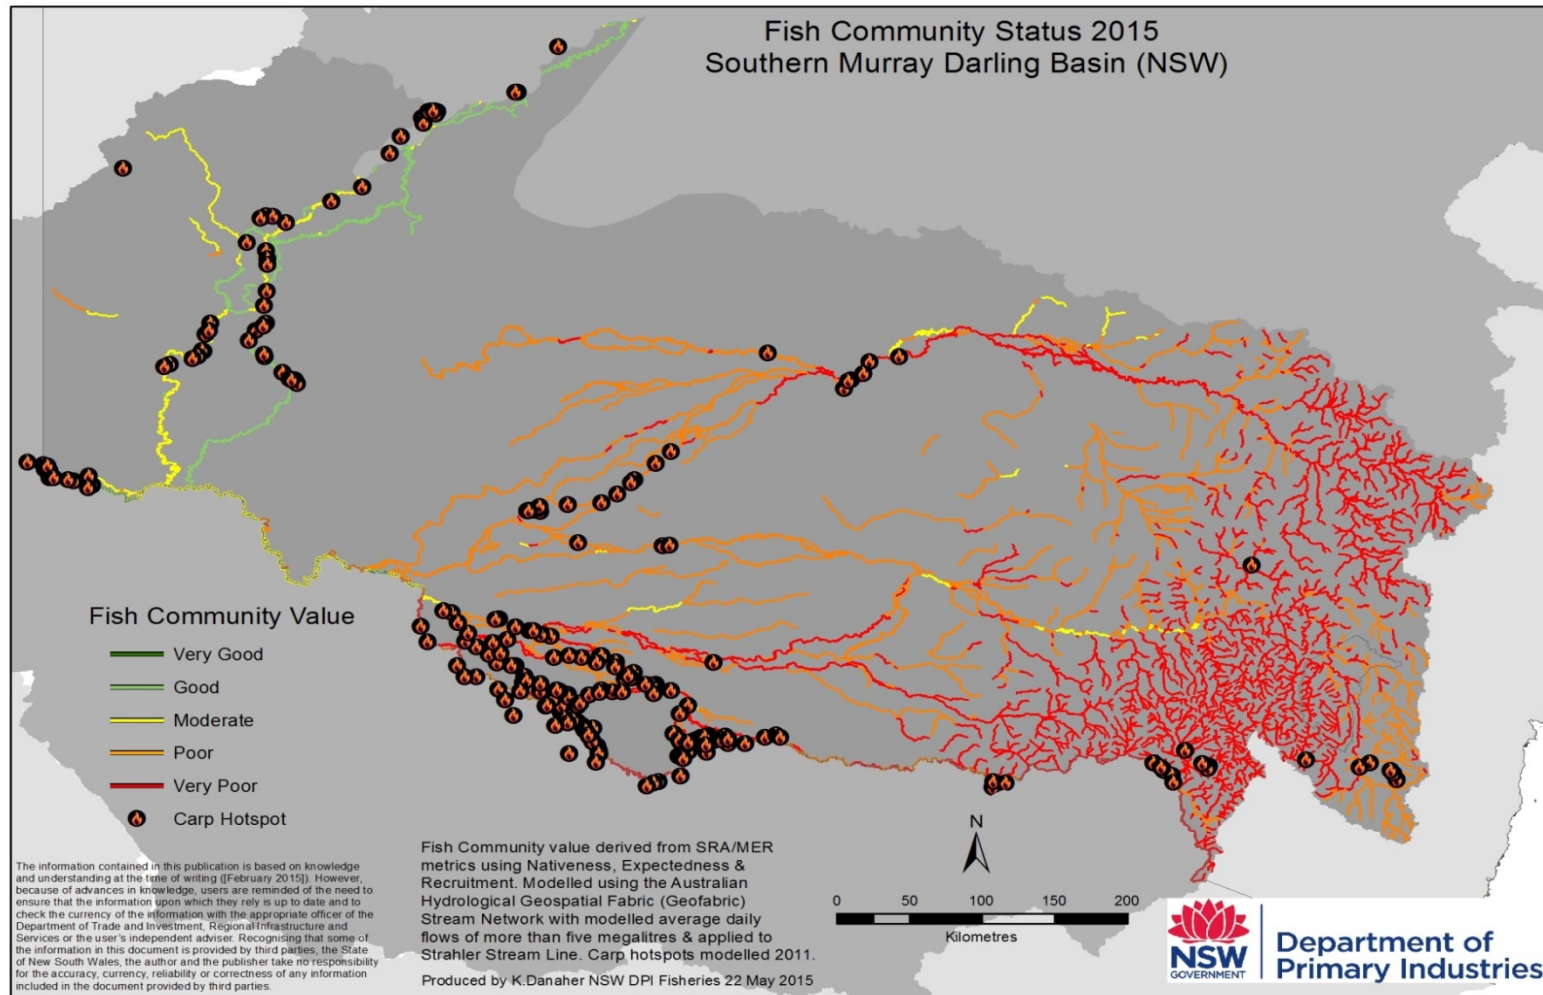 Fish Community Status 2015
Southern Murray Darling Basin (NSW)
Fish Community Value
Very Good
Good
Moderate
Poor
Very Poor
Carp Hotspot
The information contained in this publication is based on knowledge
and understanding at the time of writing ([February 2015]). However,
because of advances in knowledge, users are reminded of the need to
ensure that the information upon which they rely is up to date and to
check the currency of the information with the appropriate officer of the
Department of Trade and Investment, Regional Infrastructure and
Services or the user's independent adviser. Recognising that some of
the information in this document is provided by third parties, the State
of New South Wales, the author and the publisher take no responsibility
for the accuracy, currency, reliability or correctness of any information
included in the document provided by third parties.
Fish Community value derived from SRA/MER
metrics using Nativeness, Expectedness &
Recruitment. Modelled using the Australian
Hydrological Geospatial Fabric (Geofabric)
Stream Network with modelled average daily
flows of more than five megalitres & applied to
Strahler Stream Line. Carp hotspots modelled 2011.
Produced by K.Danaher NSW DPI Fisheries 22 May 2015
N
0 50 100 150 200
Kilometres
NSW
GOVERNMENT
Department of
Primary Industries